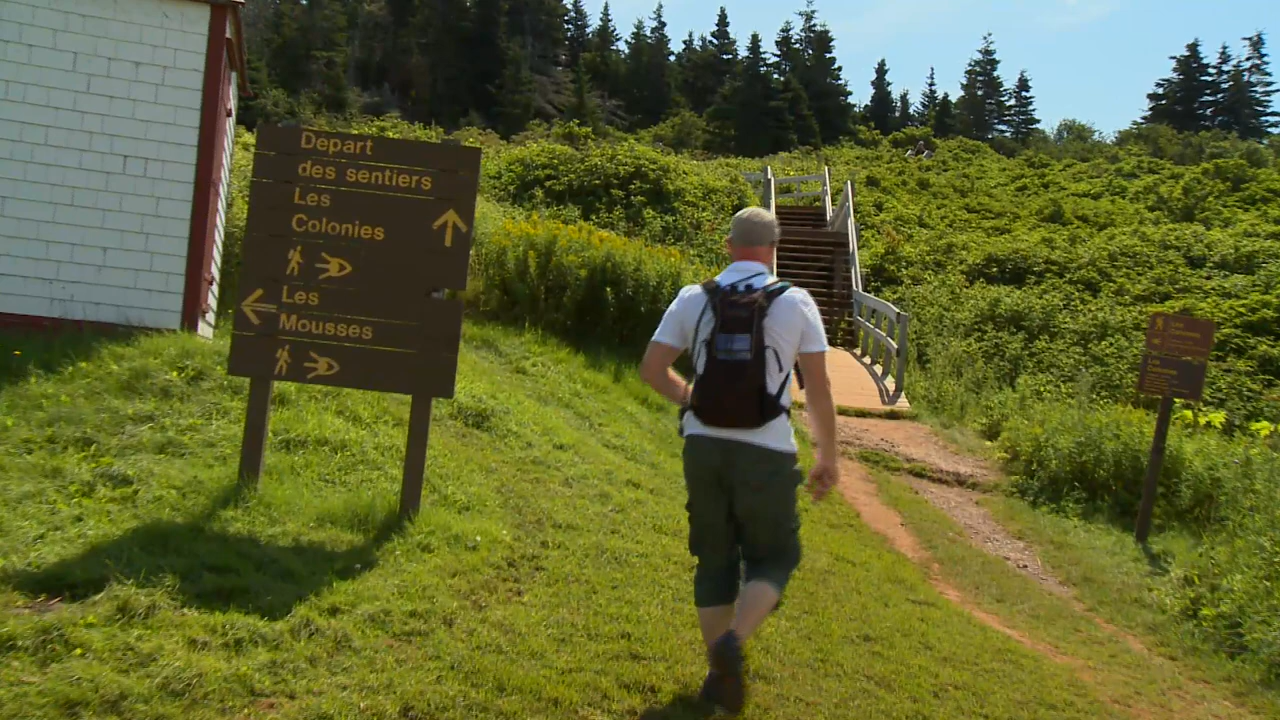 Depart
des sentiers
Les
Colonies
Les
Mousses